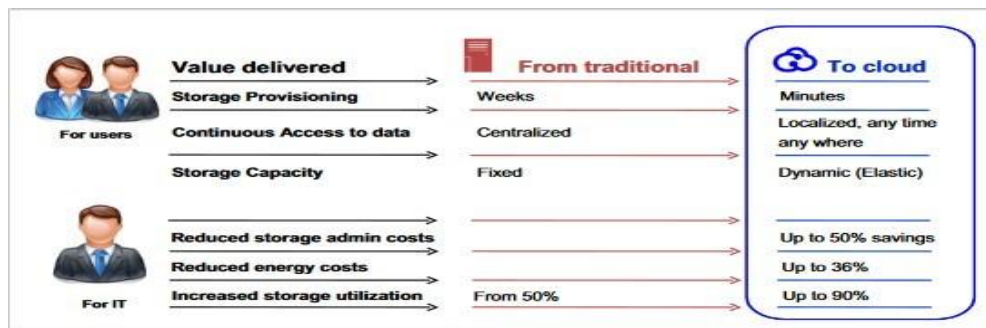 Value delivered From traditional To cloud
Storage Provisioning Weeks Minutes
For users
Continuous Access to data Centralized Localized, any time
any where
Storage Capacity Fixed Dynamic (Elastic)
Reduced storage admin costs Up to 50% savings
Reduced energy costs Up to 36%
For IT
Increased storage utilization From 50% Up to 90%